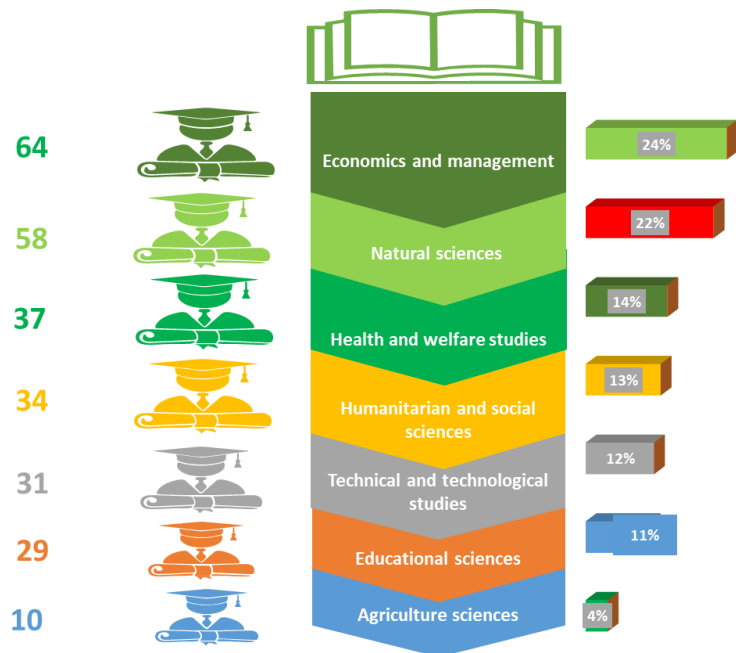 64
Economics and management
24%
58
Natural sciences
22%
37
Health and welfare studies
14%
34
Humanitarian and social
sciences
13%
31
Technical and technological
studies
12%
29
Educational sciences
11%
10
Agriculture sciences
4%